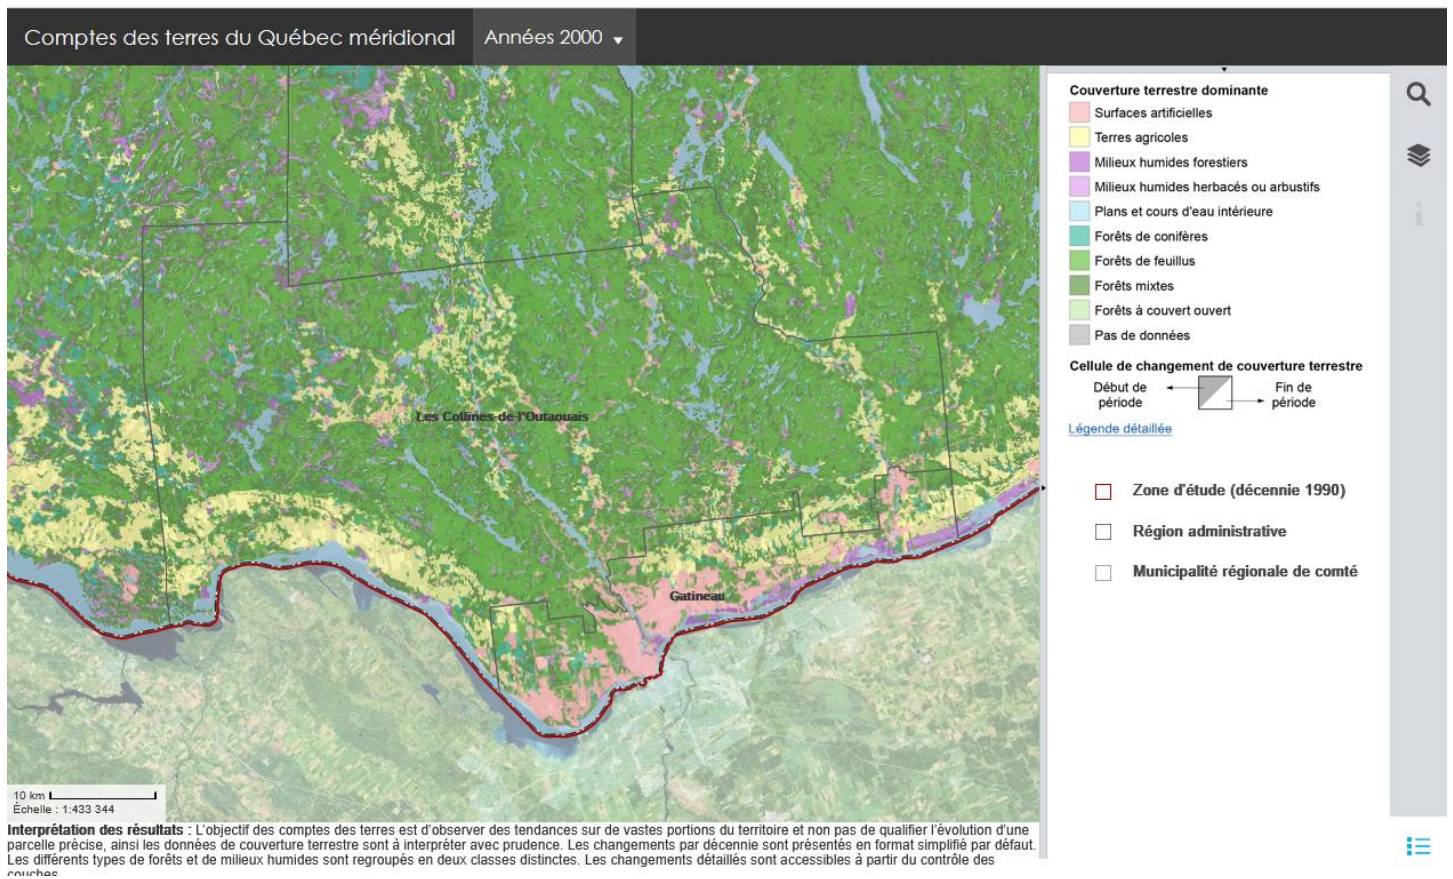 Comptes des terres du Québec méridional
Années 2000
Couverture terrestre dominante
Surfaces artificielles
Terres agricoles
Milieux humides forestiers
Milieux humides herbacés ou arbustifs
Plans et cours d'eau intérieure
Forêts de conifères
Forêts de feuillus
Forêts mixtes
Forêts à couvert ouvert
Pas de données
Cellule de changement de couverture terrestre
Début de
période
Fin de
période
Légende détaillée
Zone d'étude (décennie 1990)
Région administrative
Municipalité régionale de comté
Les Collines-de-l'Outaouais
Gatineau
10 km
Échelle : 1:433 344
Interprétation des résultats : L'objectif des comptes des terres est d'observer des tendances sur de vastes portions du territoire et non pas de qualifier l'évolution d'une
parcelle précise, ainsi les données de couverture terrestre sont à interpréter avec prudence. Les changements par décennie sont présentés en format simplifié par défaut.
Les différents types de forêts et de milieux humides sont regroupés en deux classes distinctes. Les changements détaillés sont accessibles à partir du contrôle des
couches